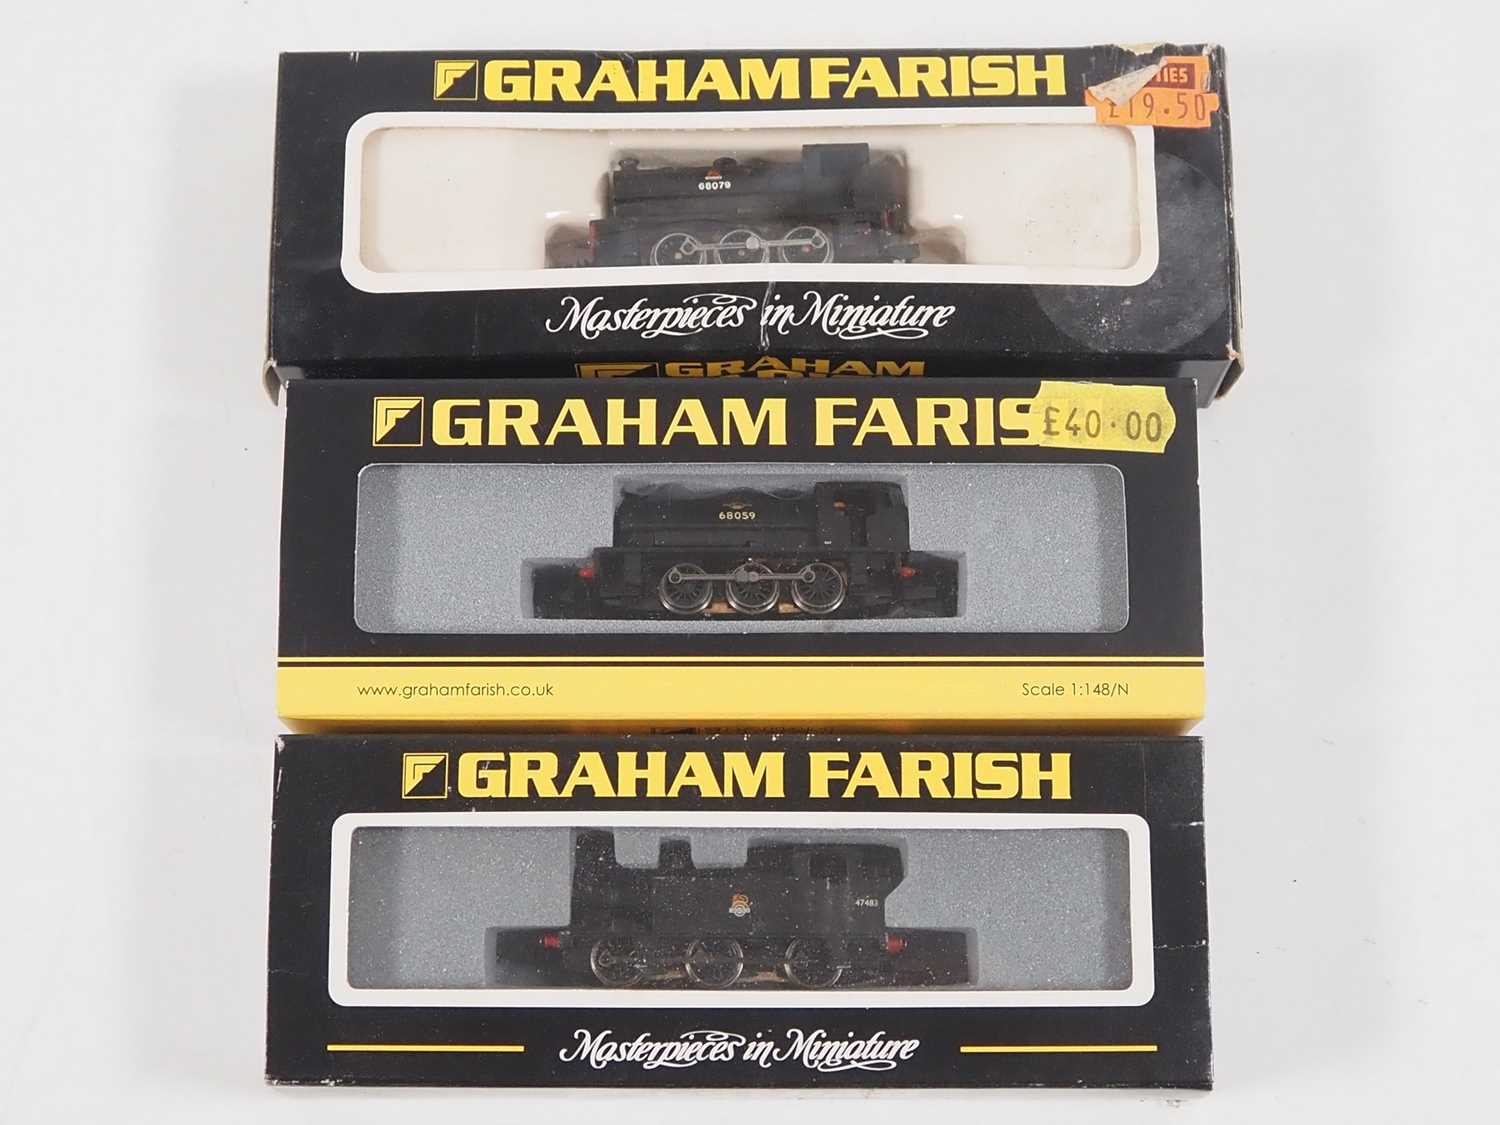 GRAHAM FARISH
TIES
£19.50
68079
Masterpieces in Miniature
GRAHAM
GRAHAM FARIS
£40.00
68059
www.grahamfarish.co.uk
Scale 1:148/N
GRAHAM FARISH
47483
Masterpieces in Miniature